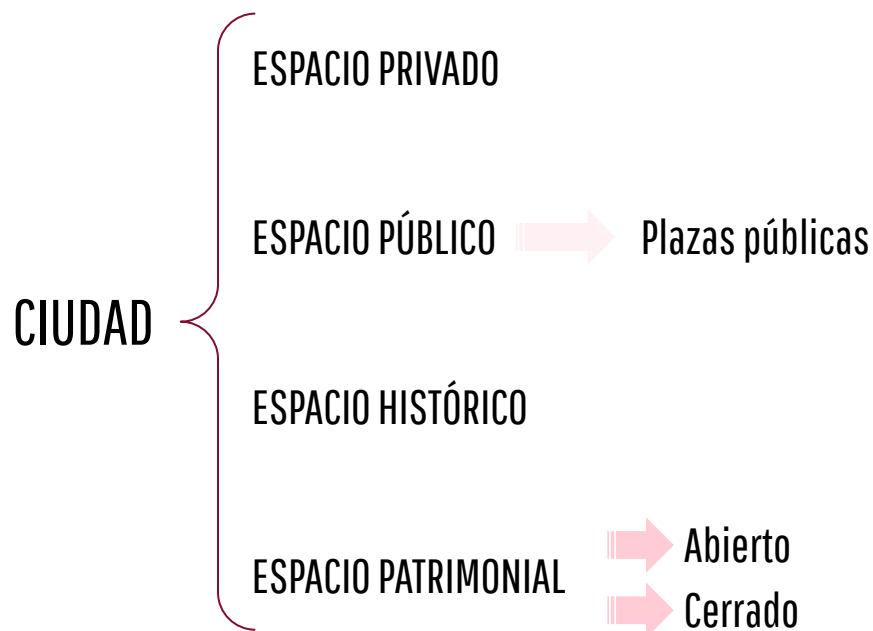 ESPACIO PRIVADO
ESPACIO PÚBLICO
Plazas públicas
CIUDAD
ESPACIO HISTÓRICO
ESPACIO PATRIMONIAL
Abierto
Cerrado